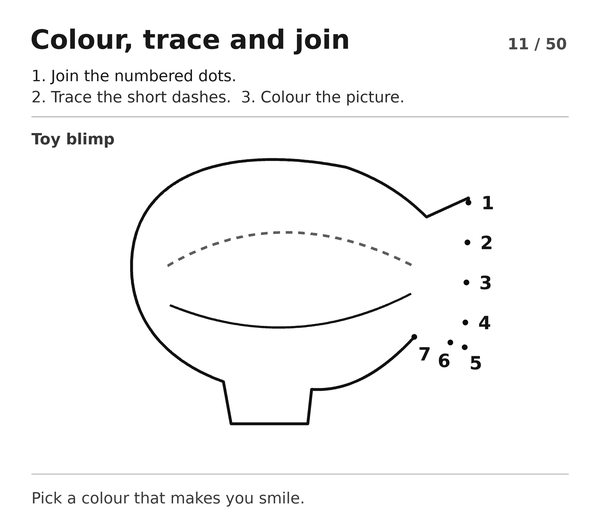 Colour, trace and join
11 / 50
1. Join the numbered dots.
2. Trace the short dashes.  3. Colour the picture.
Toy blimp
1
2
3
4
7 6 5
Pick a colour that makes you smile.